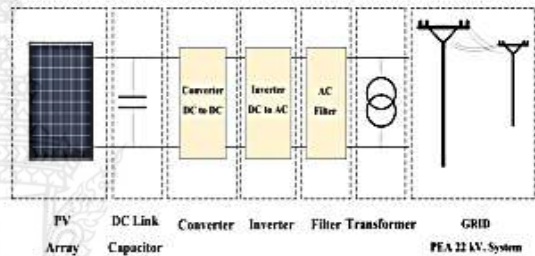 Converter
DC to DC
Inverter
DC to AC
AC
Filter
PV
Array
DC Link
Capacitor
Converter
Inverter
Filter
Transformer
GRID
PEA 22 kV. System